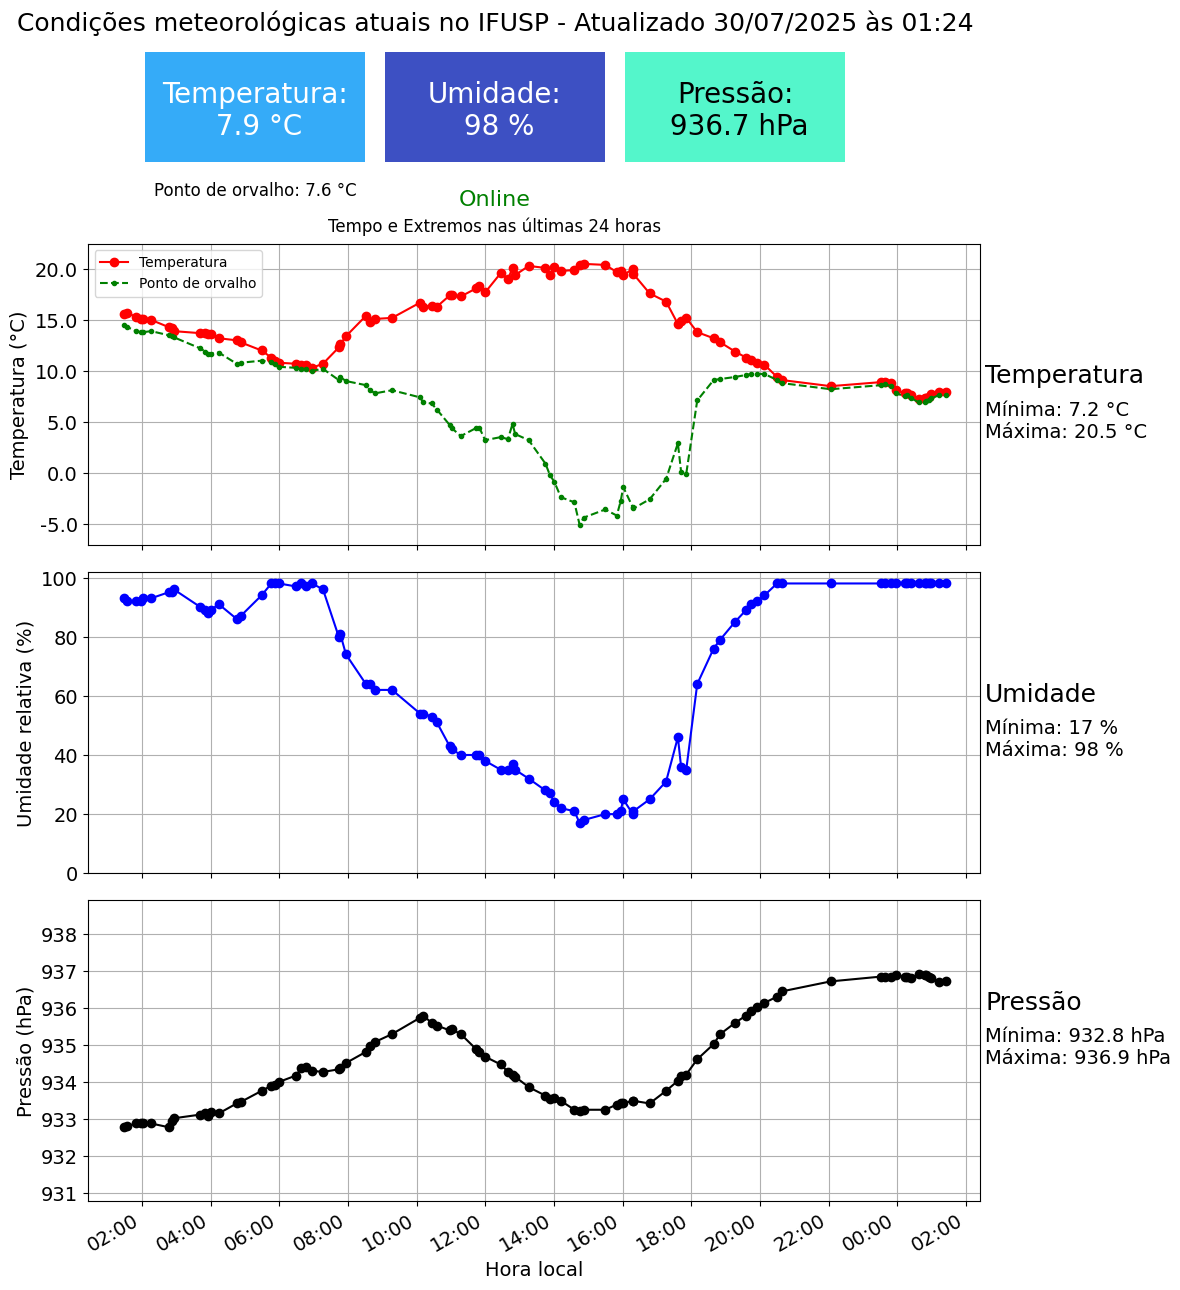 Condições meteorológicas atuais no IFUSP - Atualizado 30/07/2025 às 01:24
Temperatura:
7.9 °C
Umidade:
98 %
Pressão:
936.7 hPa
Ponto de orvalho: 7.6 °C
Online
Tempo e Extremos nas últimas 24 horas
Temperatura
Ponto de orvalho
Temperatura (°C)
20.0
15.0
10.0
5.0
0.0
-5.0
Temperatura
Mínima: 7.2 °C
Máxima: 20.5 °C
Umidade relativa (%)
100
80
60
40
20
0
Umidade
Mínima: 17 %
Máxima: 98 %
Pressão (hPa)
938
937
936
935
934
933
932
931
Pressão
Mínima: 932.8 hPa
Máxima: 936.9 hPa
02:00 04:00 06:00 08:00 10:00 12:00 14:00 16:00 18:00 20:00 22:00 00:00 02:00
Hora local